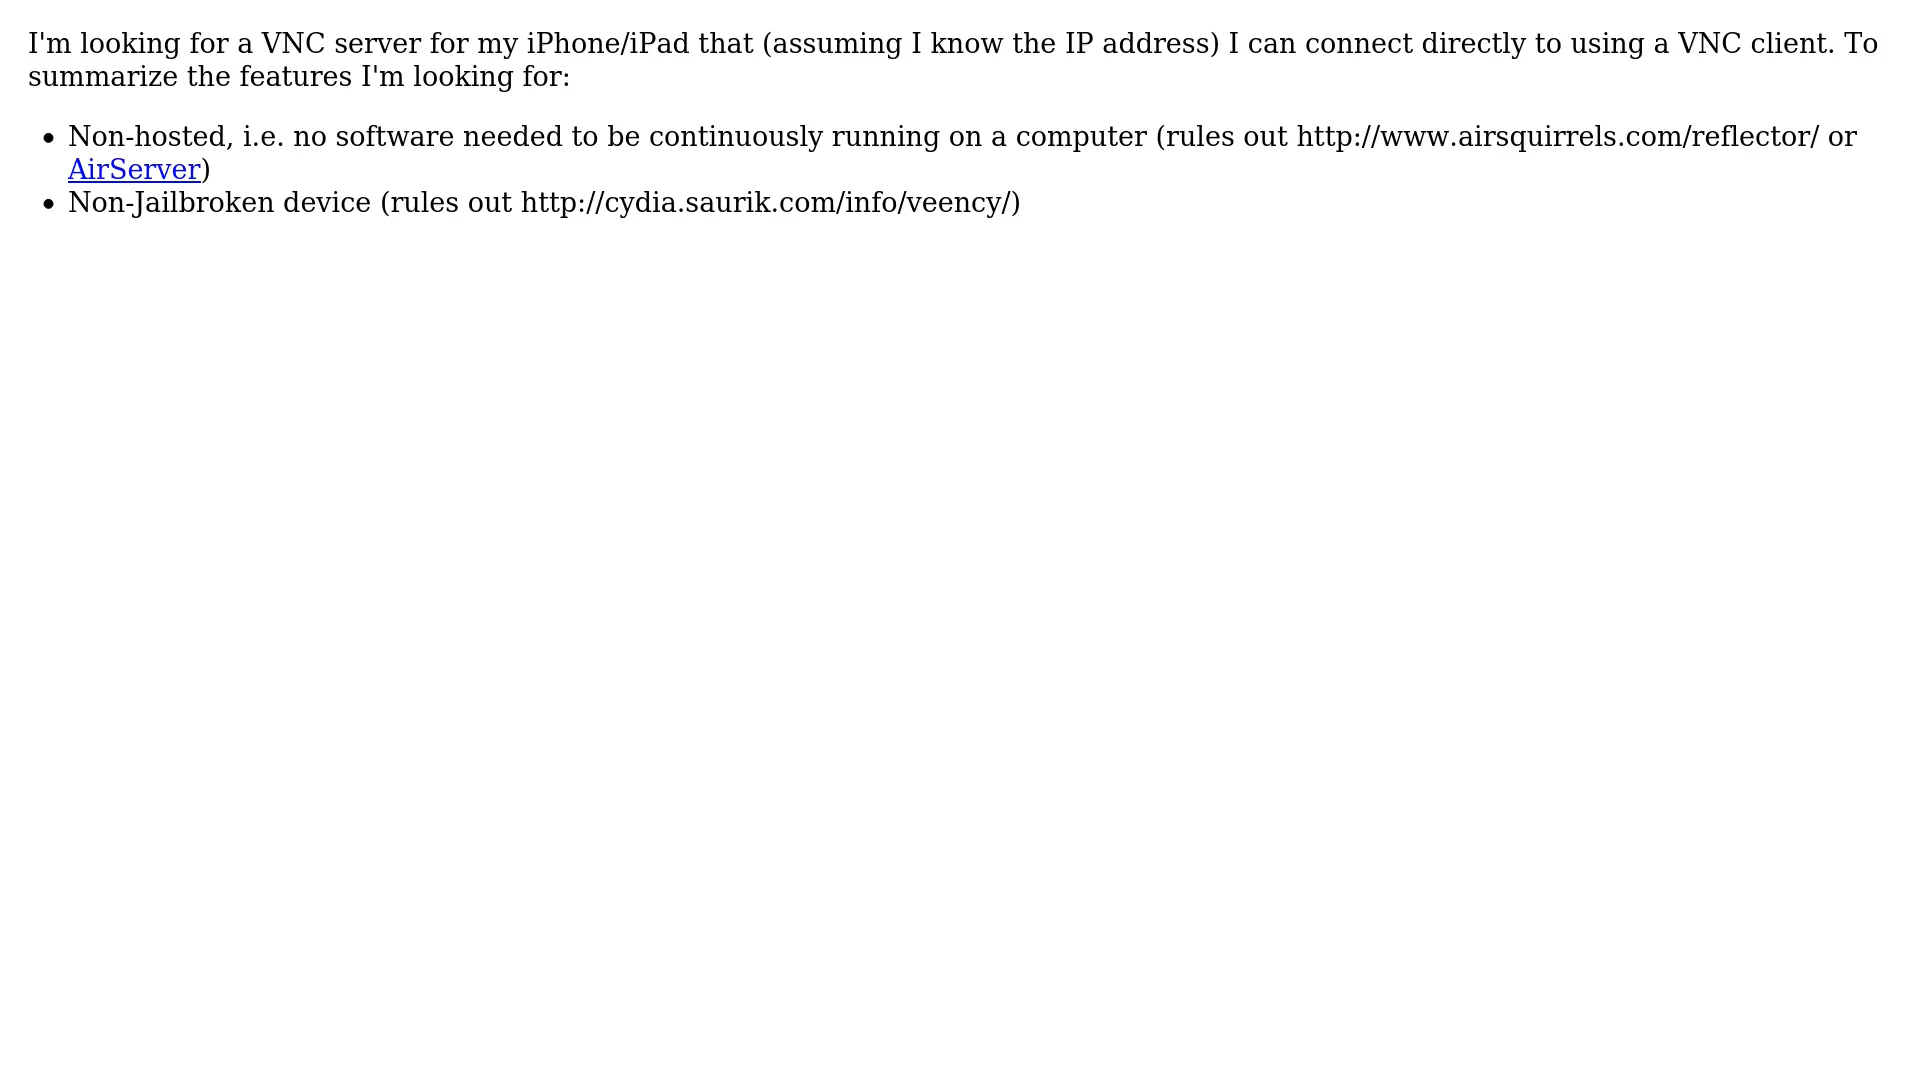 I'm looking for a VNC server for my iPhone/iPad that (assuming I know the IP address) I can connect directly to using a VNC client. To
summarize the features I'm looking for:
• Non-hosted, i.e. no software needed to be continuously running on a computer (rules out http://www.airsquirrels.com/reflector/ or
AirServer)
• Non-Jailbroken device (rules out http://cydia.saurik.com/info/veency/)